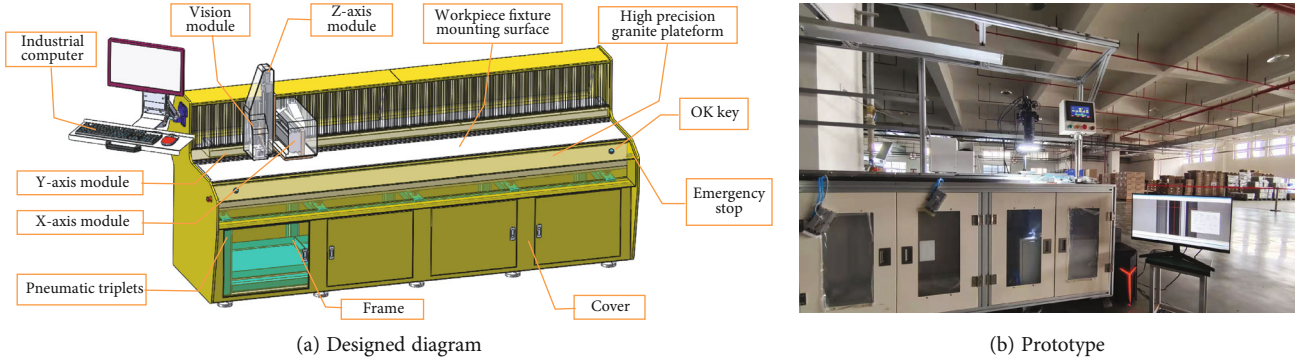 Vision
module
Z-axis
module
Workpiece fixture
mounting surface
High precision
granite plateform
Industrial
computer
OK key
Y-axis module
X-axis module
Emergency
stop
Pneumatic triplets
Frame
Cover
(a) Designed diagram
(b) Prototype